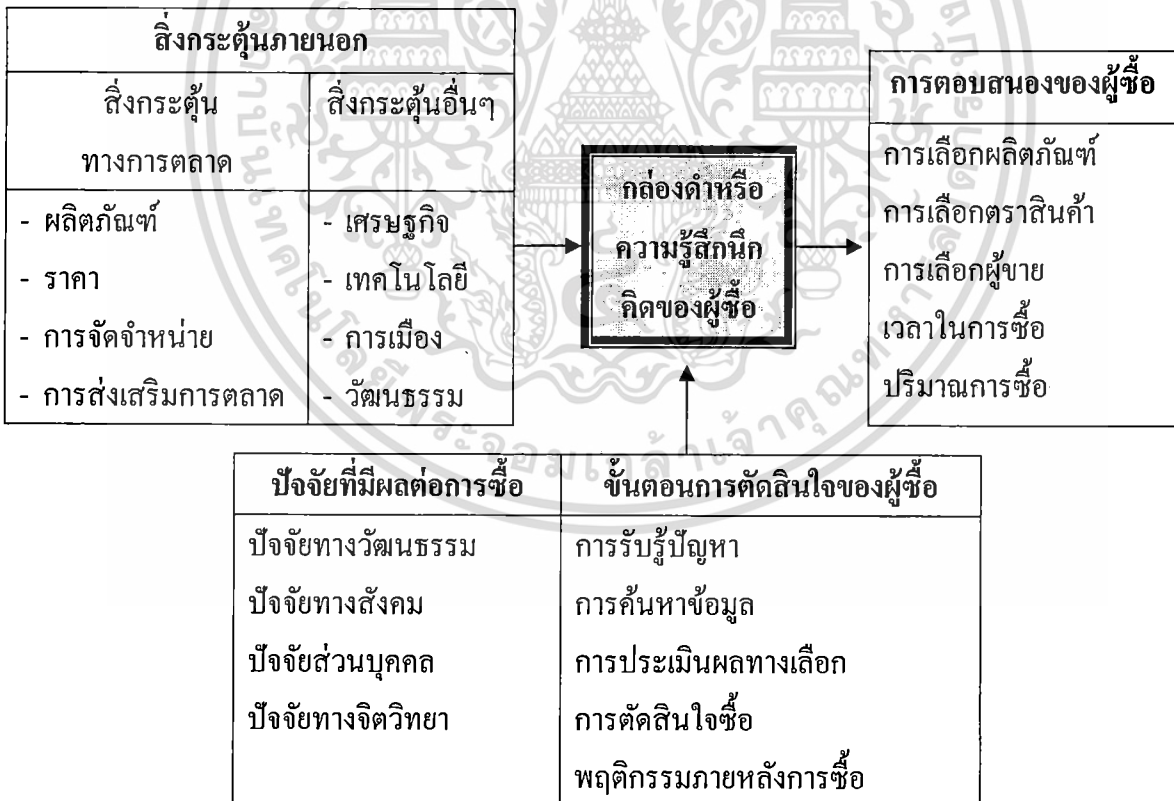 สิ่งกระตุ้นภายนอก
สิ่งกระตุ้น
ทางการตลาด
สิ่งกระตุ้นอื่นๆ
- ผลิตภัณฑ์
- ราคา
- การจัดจำหน่าย
- การส่งเสริมการตลาด
- เศรษฐกิจ
- เทคโนโลยี
- การเมือง
- วัฒนธรรม
กล่องดำหรือ
ความรู้สึกนึก
คิดของผู้ซื้อ
การตอบสนองของผู้ซื้อ
การเลือกผลิตภัณฑ์
การเลือกตราสินค้า
การเลือกผู้ขาย
เวลาในการซื้อ
ปริมาณการซื้อ
ปัจจัยที่มีผลต่อการซื้อ
ปัจจัยทางวัฒนธรรม
ปัจจัยทางสังคม
ปัจจัยส่วนบุคคล
ปัจจัยทางจิตวิทยา
ขั้นตอนการตัดสินใจของผู้ซื้อ
การรับรู้ปัญหา
การค้นหาข้อมูล
การประเมินผลทางเลือก
การตัดสินใจซื้อ
พฤติกรรมภายหลังการซื้อ